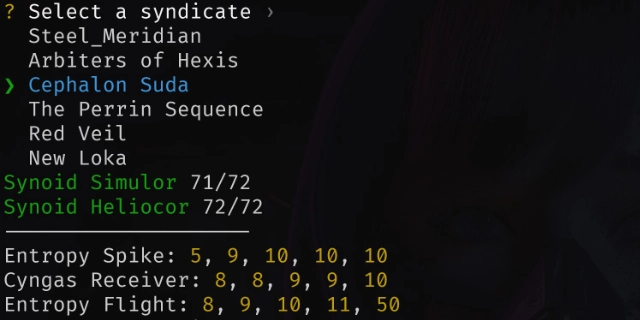 ? Select a syndicate ›
Steel_Meridian
Arbiters of Hexis
❯ Cephalon Suda
The Perrin Sequence
Red Veil
New Loka
Synoid Simulor 71/72
Synoid Heliocor 72/72
Entropy Spike: 5, 9, 10, 10, 10
Cyngas Receiver: 8, 8, 9, 9, 10
Entropy Flight: 8, 9, 10, 11, 50